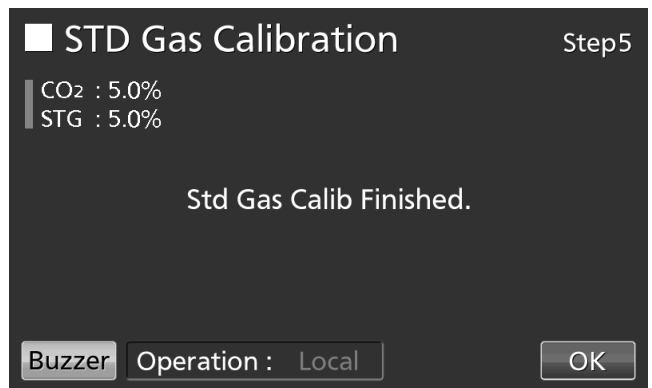 STD Gas Calibration Step5
CO2 : 5.0%
STG : 5.0%
Std Gas Calib Finished.
Buzzer Operation : Local OK